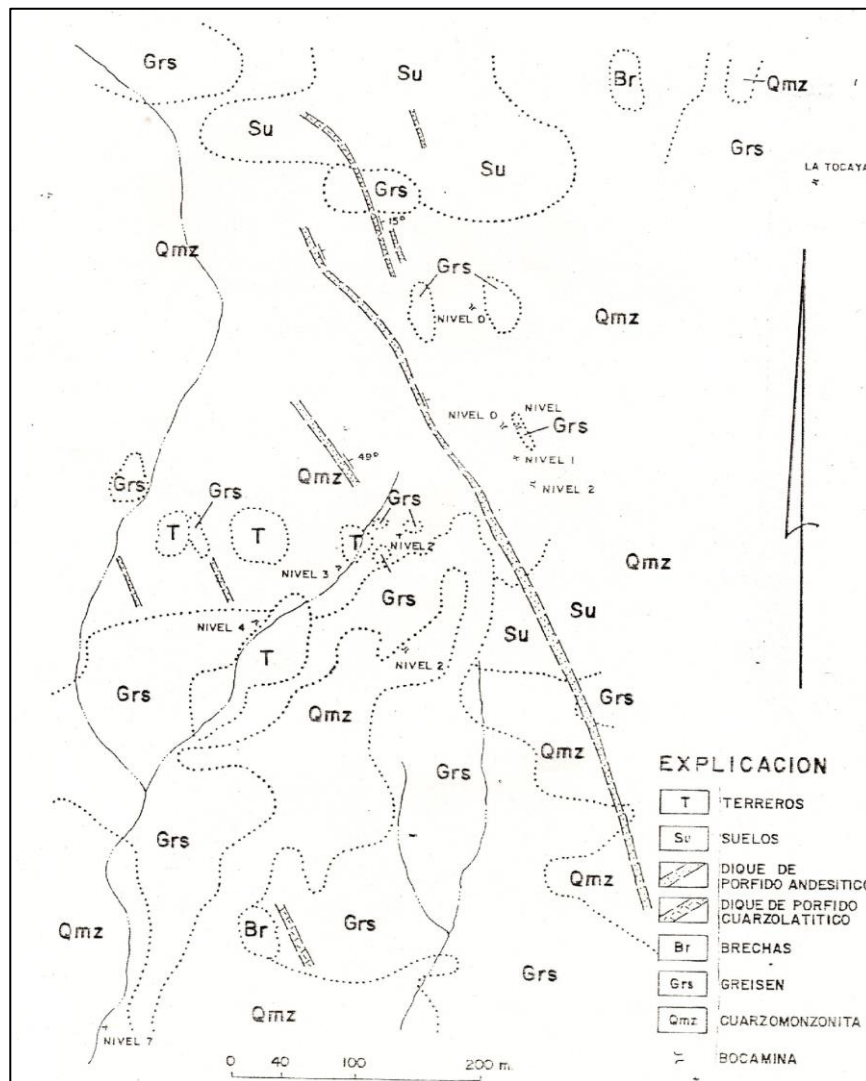 Grs
Su
Br
Qmz
Su
Grs
Su
LA TOCAYA
Grs
15°
Qmz
Grs
Qmz
NIVEL 0
NIVEL 0
NIVEL
Grs
49°
NIVEL 1
Qmz
NIVEL 2
Grs
Grs
Grs
T
T
T
NIVEL 2
Qmz
NIVEL 3
Grs
Su
NIVEL 4
Su
T
NIVEL 2
Grs
Grs
Qmz
Qmz
Grs
Grs
Qmz
Qmz
Br
Grs
Grs
Qmz
NIVEL 7
0 40 100 200 m.
EXPLICACION
T TERREROS
Su SUELOS
DIQUE DE
PORFIDO ANDESITICO
DIQUE DE PORFIDO
CUARZOLATITICO
Br BRECHAS
Grs GREISEN
Qmz CUARZOMONZONITA
BOCAMINA